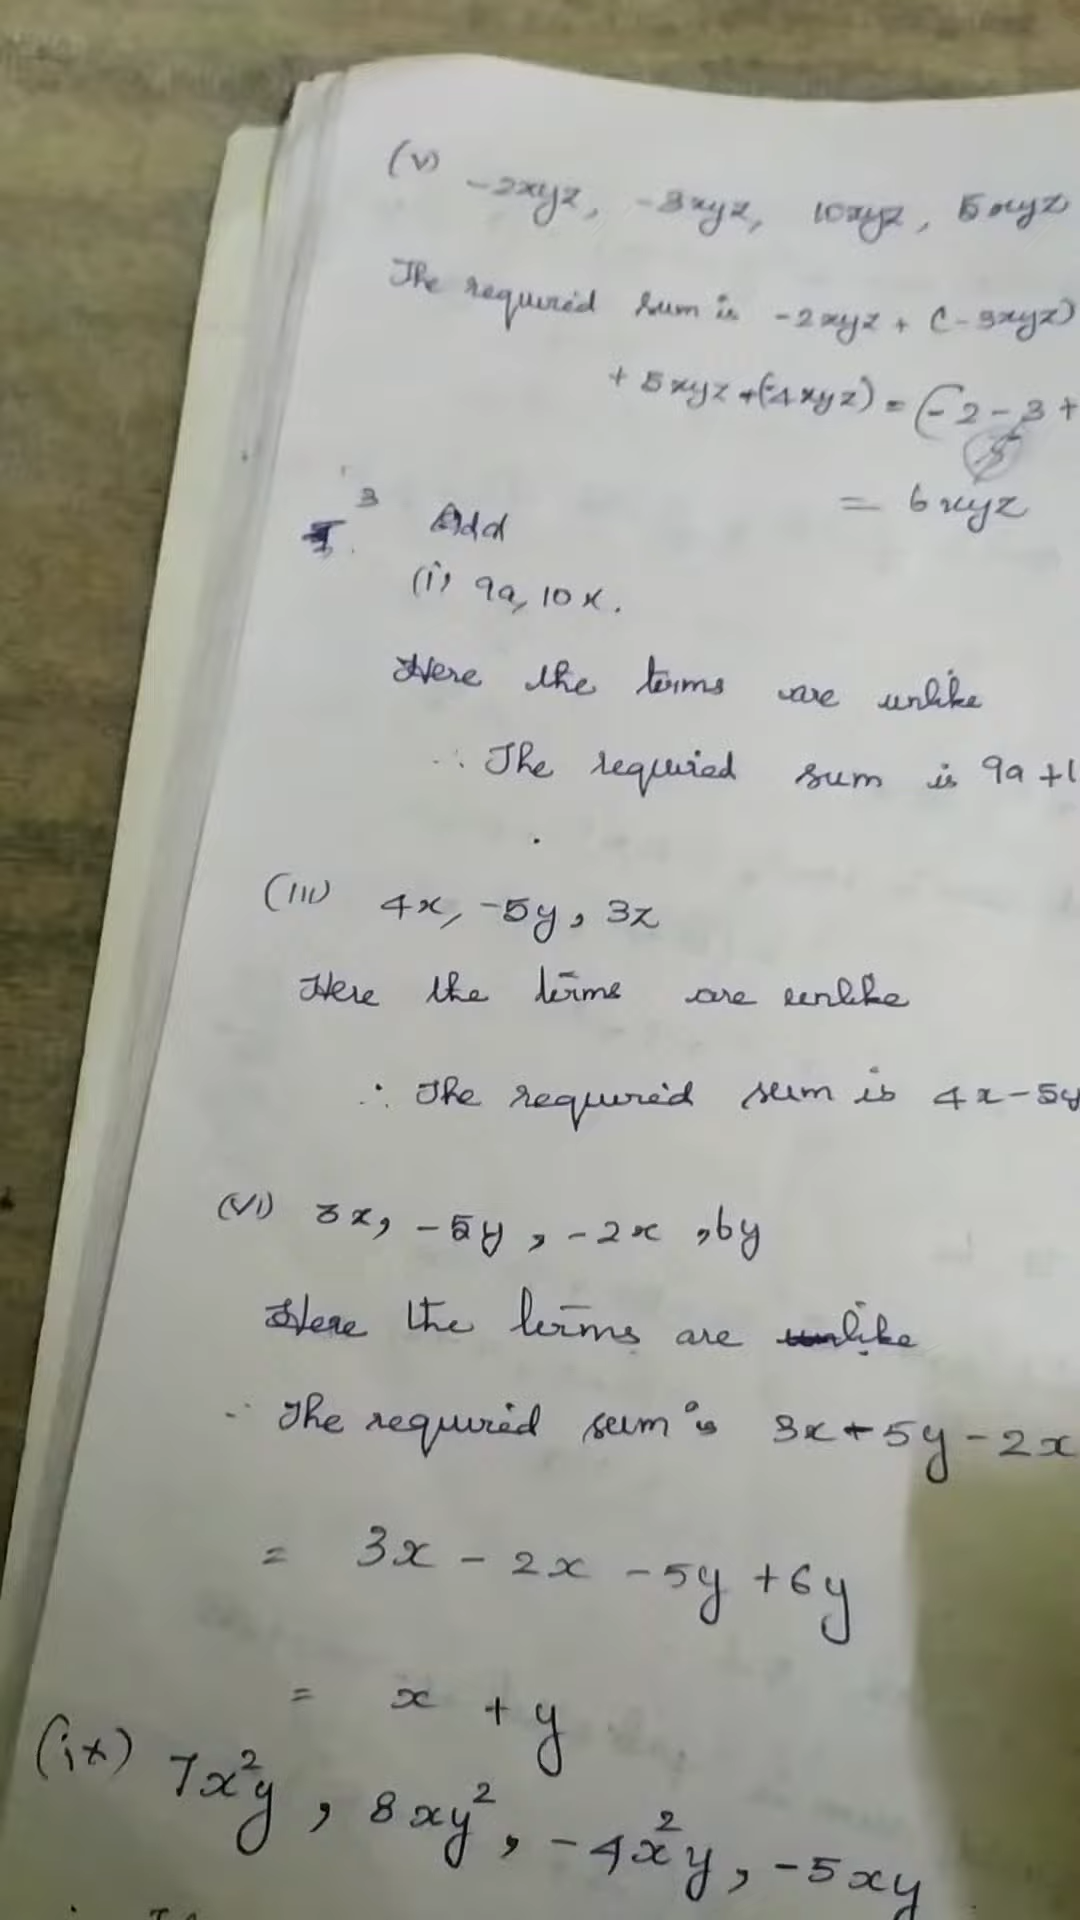 (v) -2xyz, -3xyz, 10xyz, 5xyz
The required sum is -2xyz + (-3xyz)
+ 5xyz +(-4xyz) = (-2-3+
= 6xyz
3 Add
(i) 9a, 10x.
Here the terms are unlike
∴ The required sum is 9a +1
(iii) 4x, -5y, 3z
Here the terms are unlike
∴ The required sum is 4x-5y
(vi) 3x, -5y, -2x, 6y
Here the terms are like
∴ The required sum is 3x+5y-2x
= 3x - 2x - 5y + 6y
= x + y
(ix) 7x²y, 8xy², -4x²y, -5xy